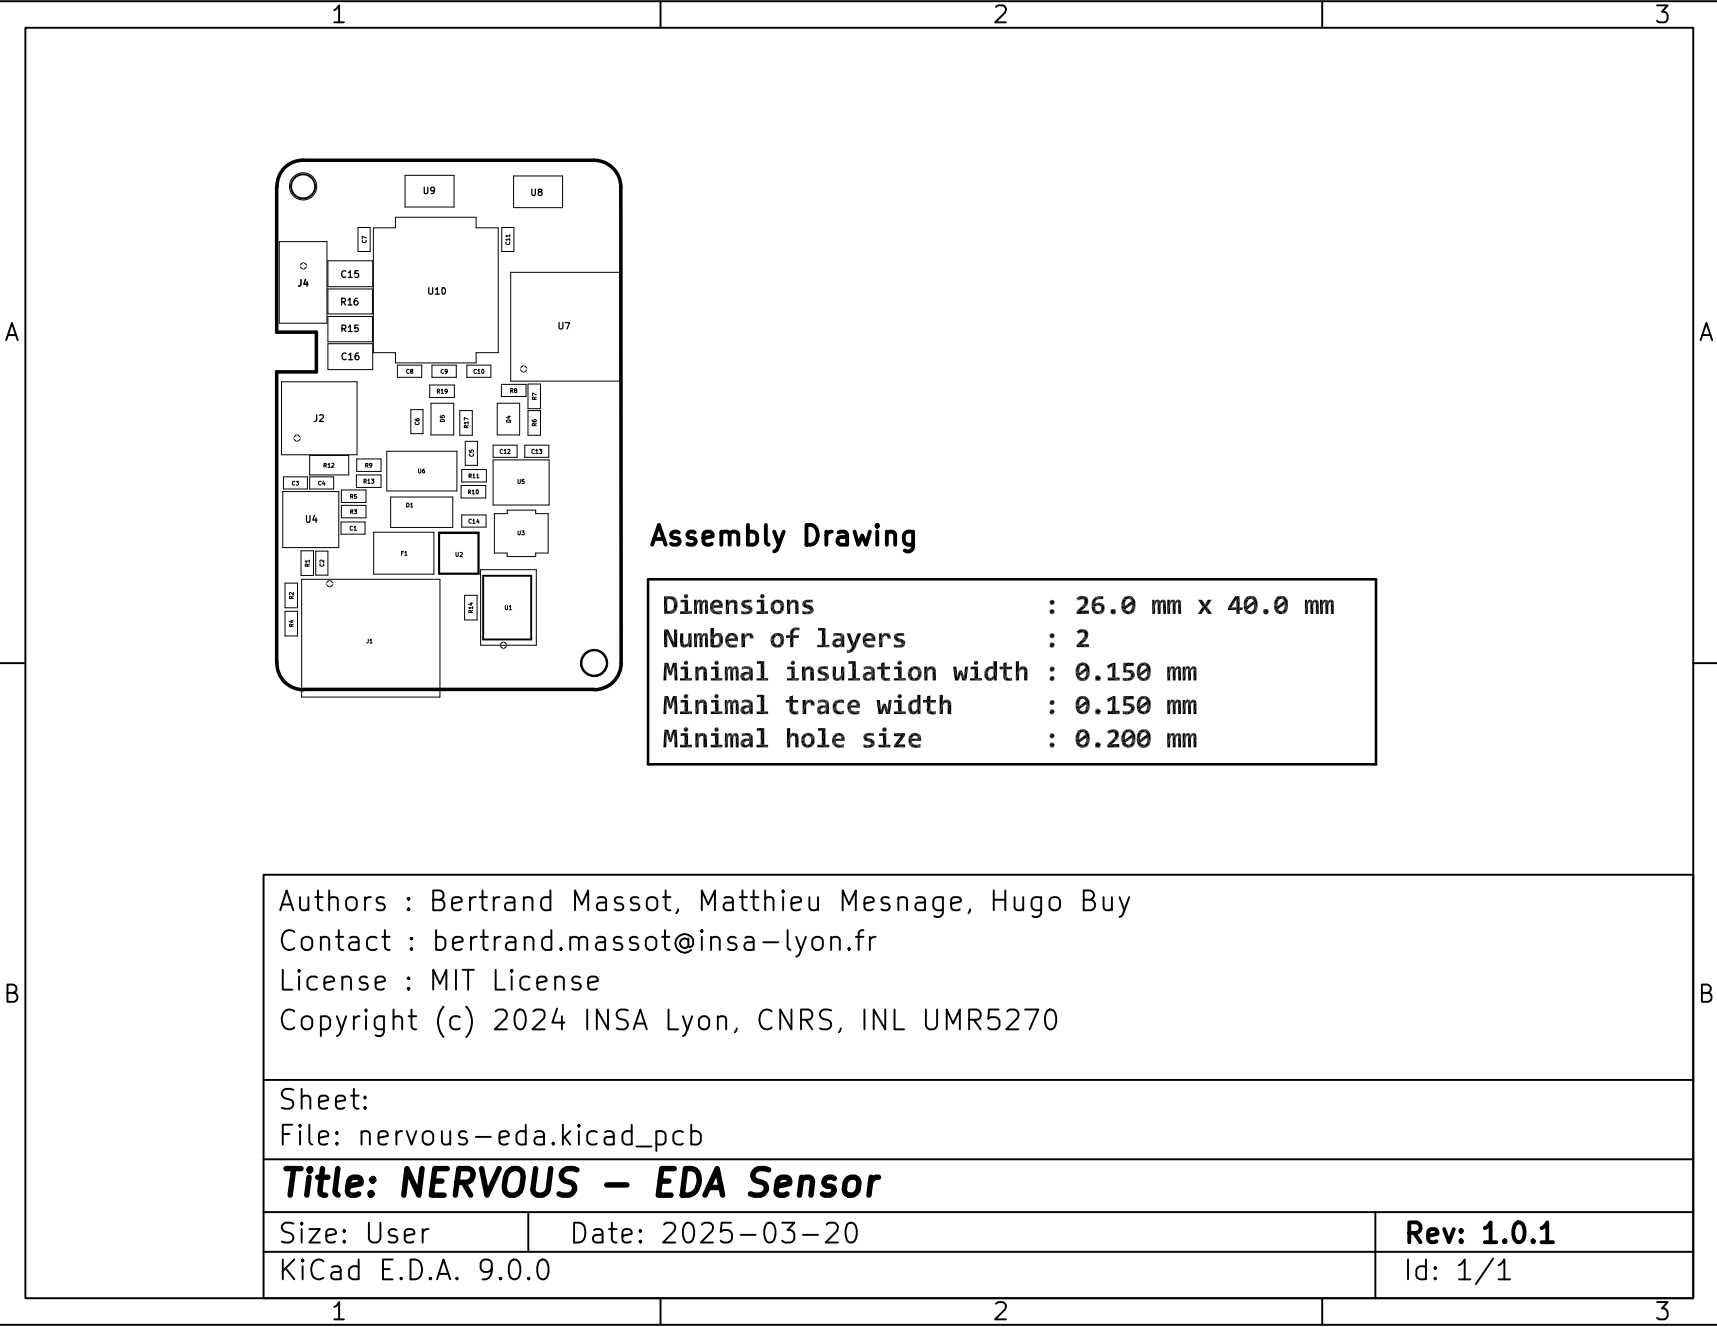 1 2 3
U9 U8
C7 C11
J4 C15 U10
R16
R15 U7
C16
A A
C8 C9 C10
R19 R8 R7
J2 C6 D5 R17 D4 R6
C5 C12 C13
R12 R9 U6 R11
C3 C4 R13 R10 U5
R5
U4 R3 D1
C1 C14 U3
R1 C2 F1 U2
R2 R14 U1
R4
J1
Assembly Drawing
Dimensions : 26.0 mm x 40.0 mm
Number of layers : 2
Minimal insulation width : 0.150 mm
Minimal trace width : 0.150 mm
Minimal hole size : 0.200 mm
Authors : Bertrand Massot, Matthieu Mesnage, Hugo Buy
Contact : bertrand.massot@insa-lyon.fr
License : MIT License
B B
Copyright (c) 2024 INSA Lyon, CNRS, INL UMR5270
Sheet:
File: nervous-eda.kicad_pcb
Title: NERVOUS - EDA Sensor
Size: User Date: 2025-03-20 Rev: 1.0.1
KiCad E.D.A. 9.0.0 Id: 1/1
1 2 3